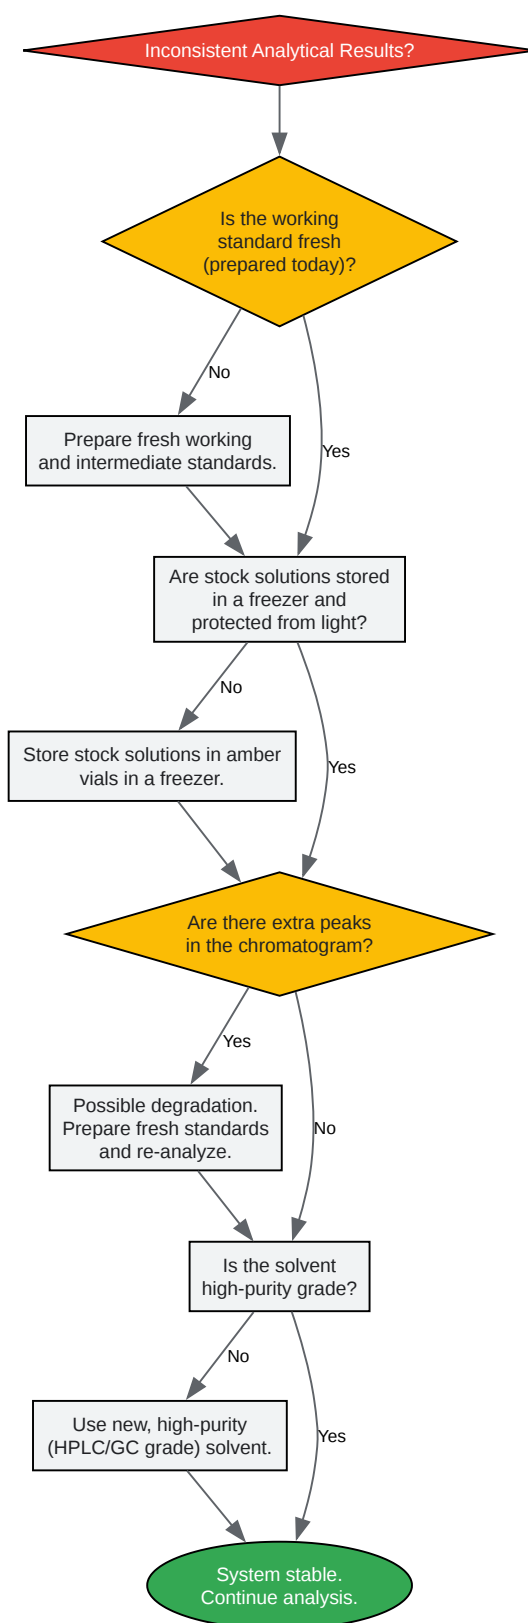 Inconsistent Analytical Results?
Is the working
standard fresh
(prepared today)?
No
Prepare fresh working
and intermediate standards.
Yes
Are stock solutions stored
in a freezer and
protected from light?
No
Store stock solutions in amber
vials in a freezer.
Yes
Are there extra peaks
in the chromatogram?
Yes
Possible degradation.
Prepare fresh standards
and re-analyze.
No
Is the solvent
high-purity grade?
No
Use new, high-purity
(HPLC/GC grade) solvent.
Yes
System stable.
Continue analysis.